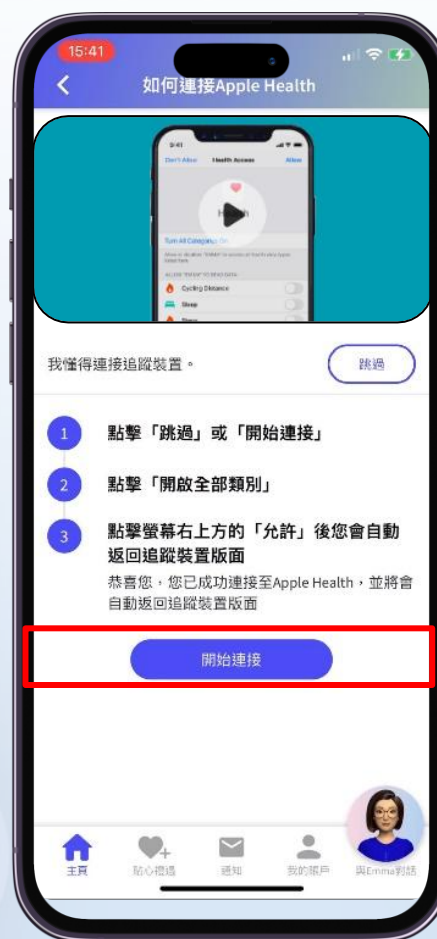 15:41
如何連接Apple Health
9:41
Don't Allow Health Access Allow
Turn All Categories On
Cycling Distance
Sleep
我懂得連接追蹤裝置。
跳過
1 點擊「跳過」或「開始連接」
2 點擊「開啟全部類別」
3 點擊螢幕右上方的「允許」後您會自動
返回追蹤裝置版面
恭喜您，您已成功連接至Apple Health，並將會
自動返回追蹤裝置版面
開始連接
主頁 貼心禮遇 通知 我的賬戶 與Emma對話